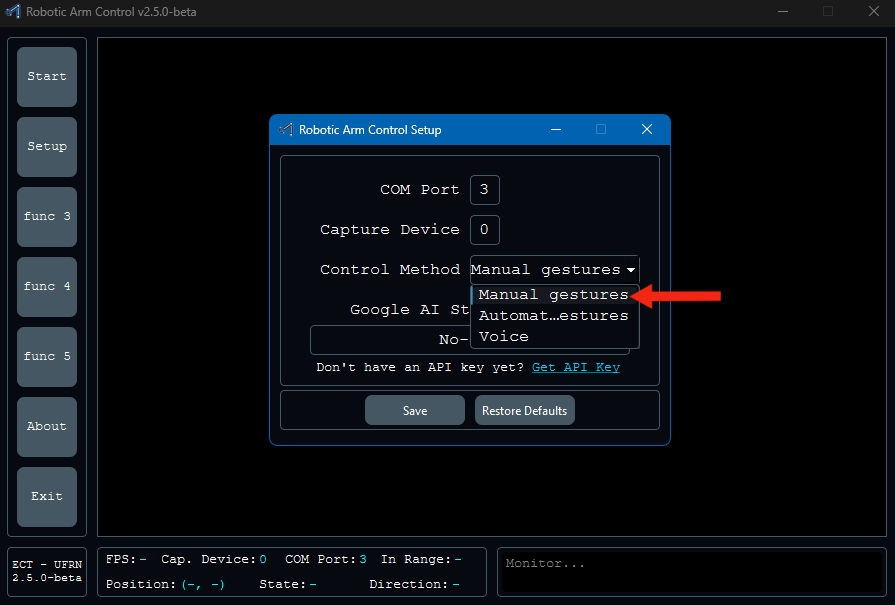 Robotic Arm Control v2.5.0-beta
Start
Setup
func 3
func 4
func 5
About
Exit
Robotic Arm Control Setup
COM Port 3
Capture Device 0
Control Method Manual gestures
Manual gestures
Automat...estures
Voice
Google AI St
No-
Don't have an API key yet? Get API Key
Save Restore Defaults
ECT - UFRN
2.5.0-beta
FPS:- Cap. Device:0 COM Port:3 In Range:-
Position:(-, -) State:- Direction:-
Monitor...